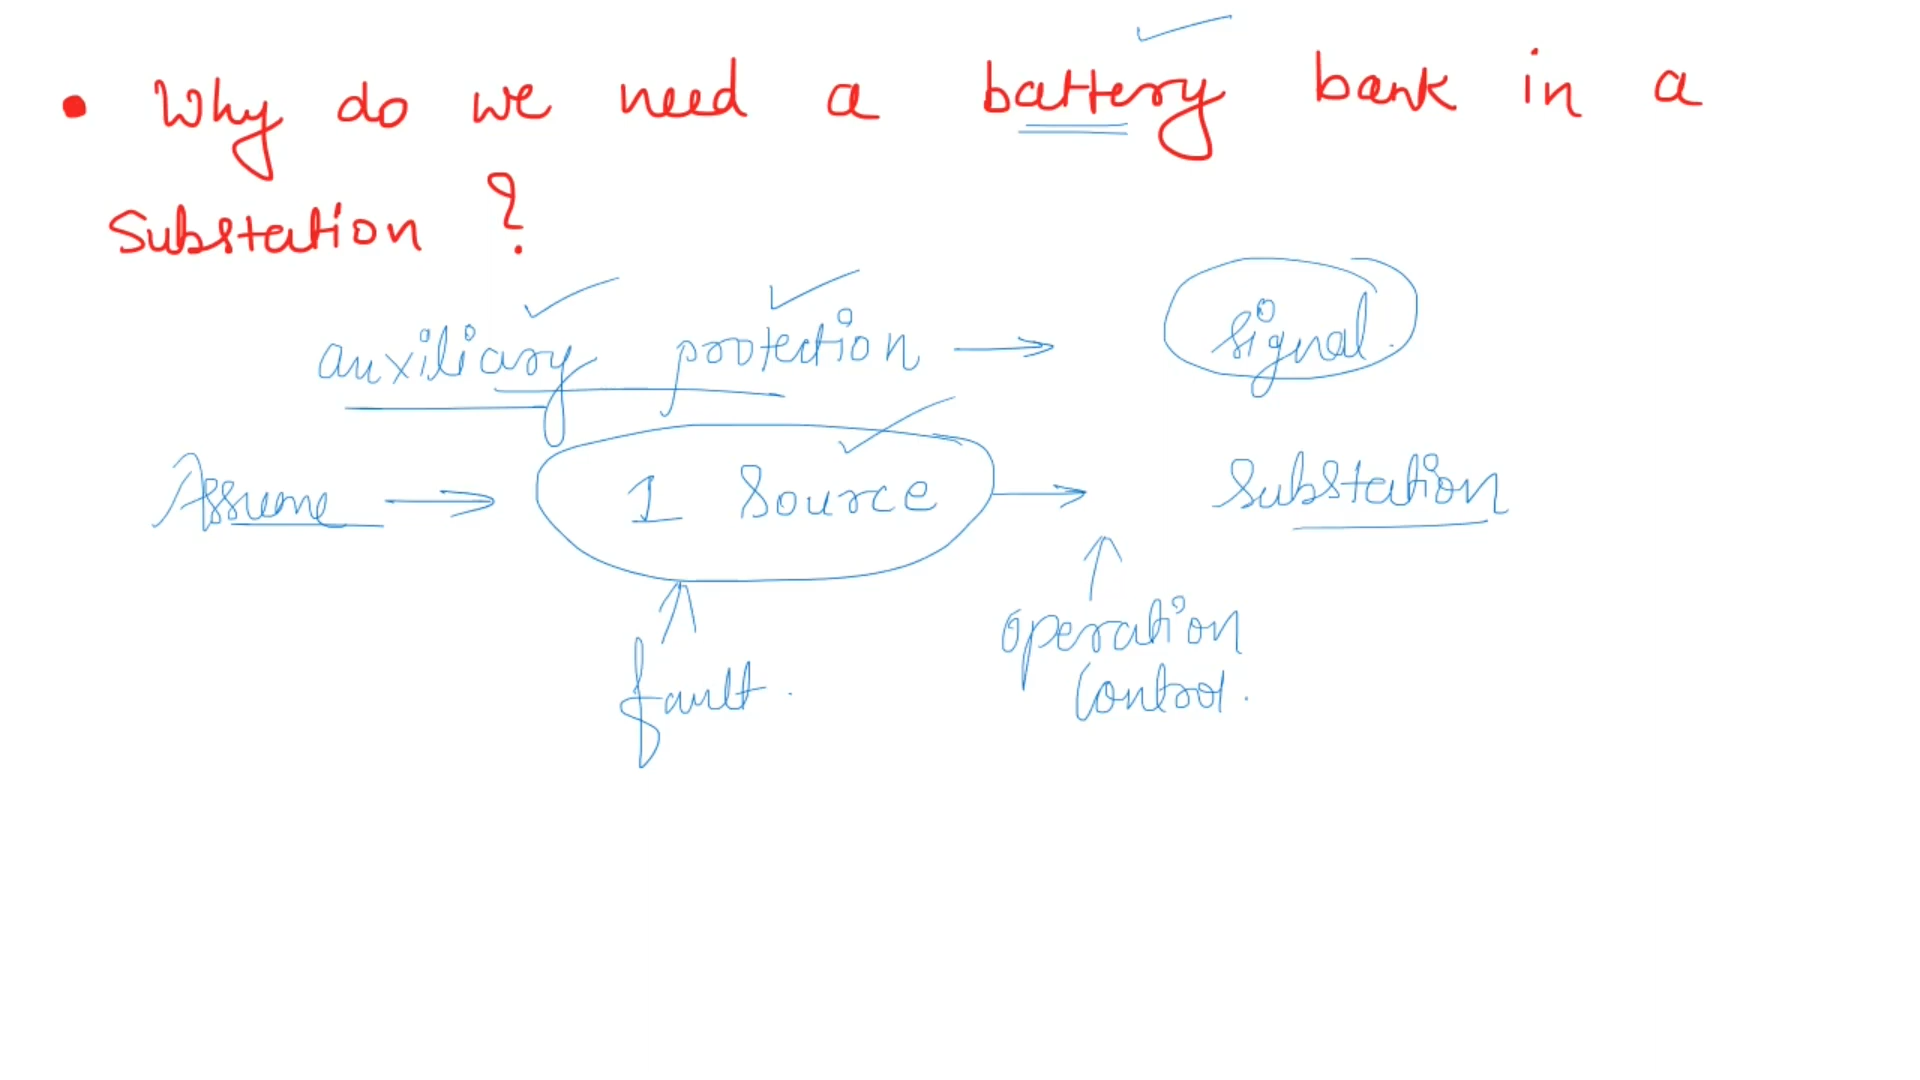 • Why do we need a battery bank in a
Substation ?
auxiliary protection → signal.
Assume → 1 Source → Substation
fault.
operation
Control.